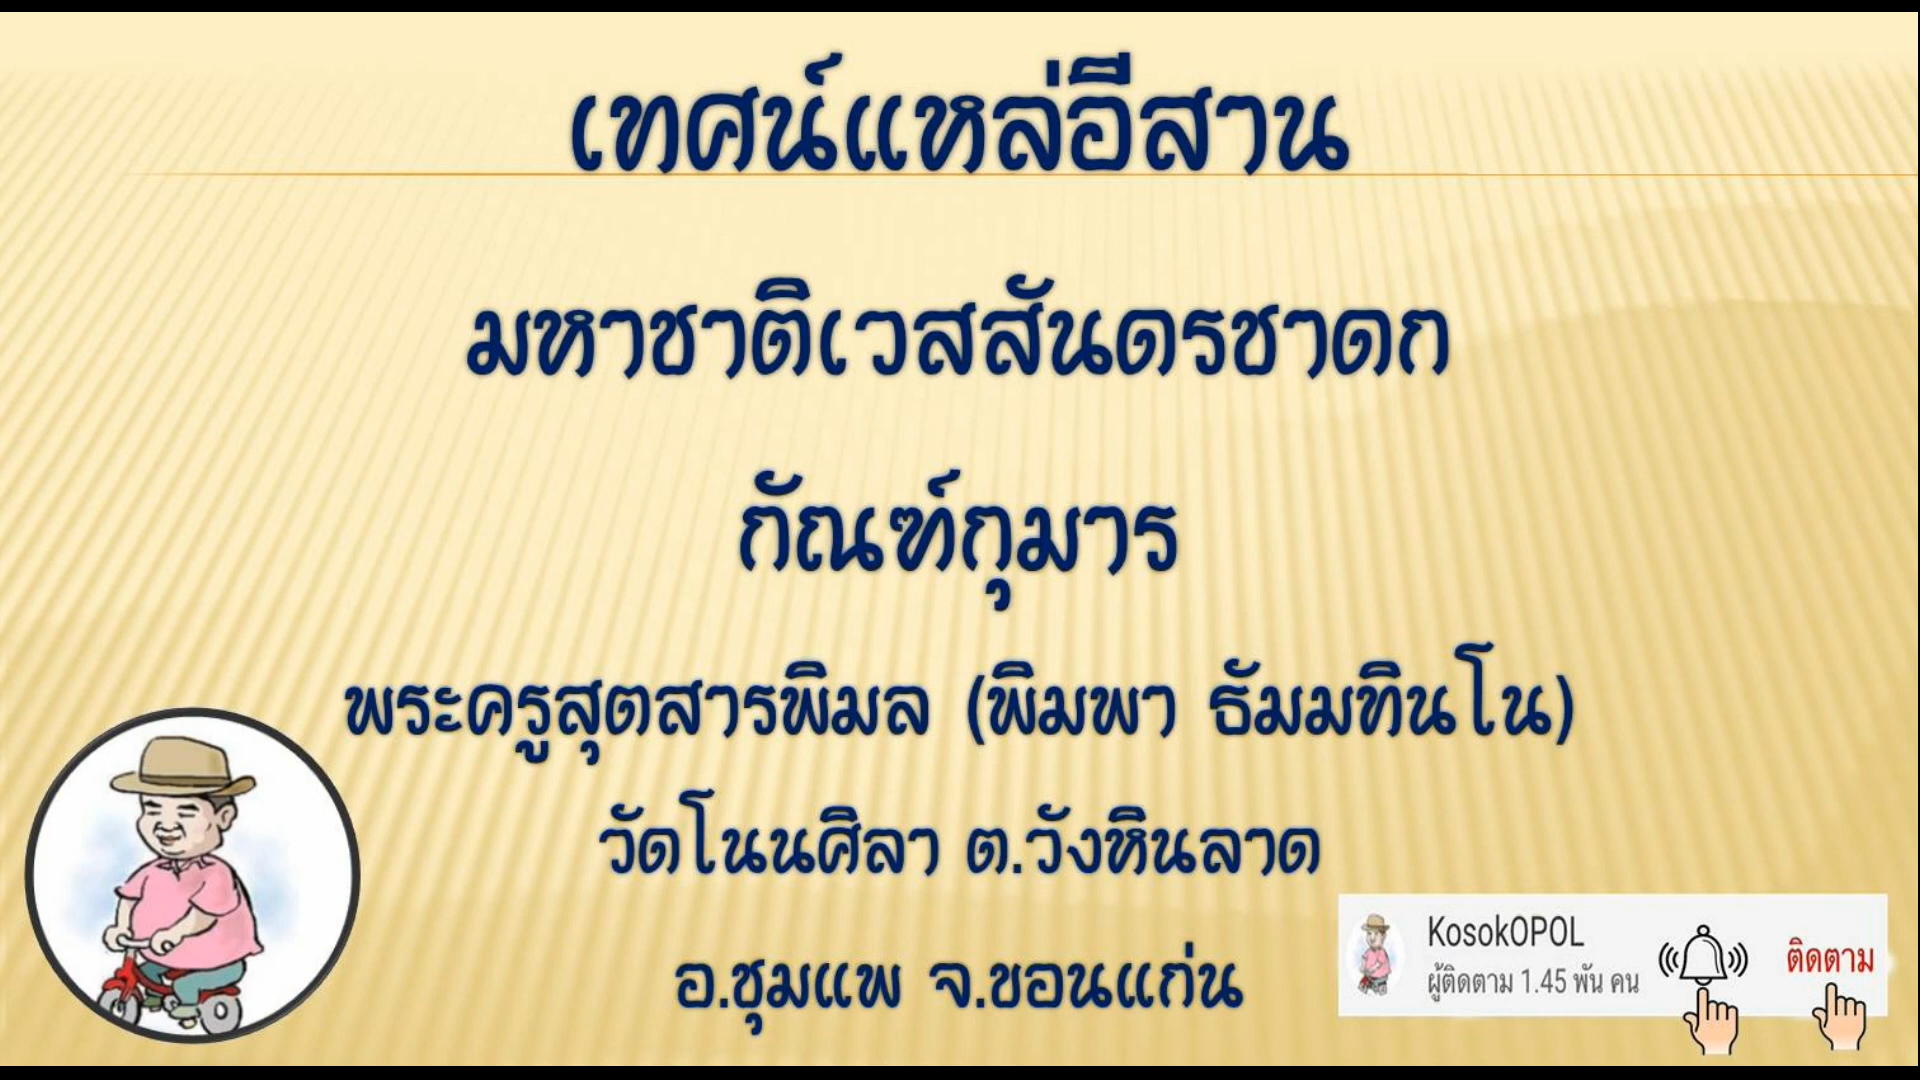 เทศน์แหล่อีสาน
มหาชาติเวสสันดรชาดก
กัณฑ์กุมาร
พระครูสุตสารพิมล (พิมพา ธัมมทินโน)
วัดโนนศิลา ต.วังหินลาด
อ.ชุมแพ จ.ขอนแก่น
KosokOPOL
ผู้ติดตาม 1.45 พัน คน
ติดตาม